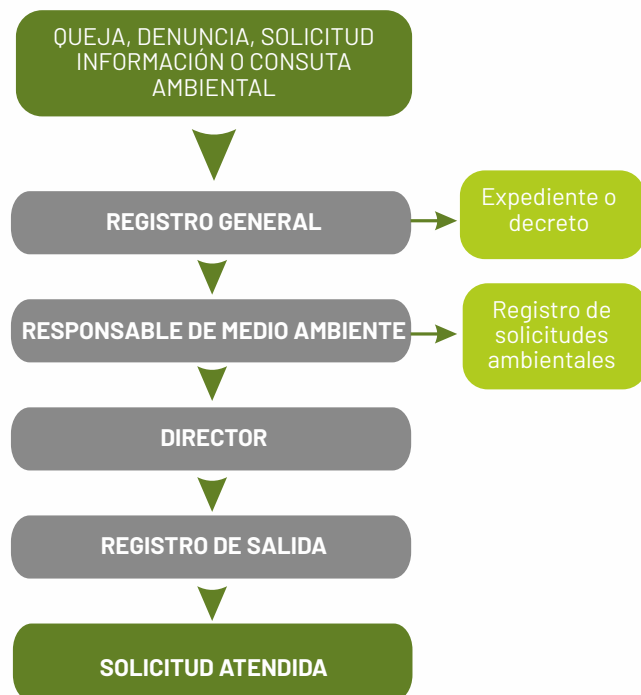 QUEJA, DENUNCIA, SOLICITUD
INFORMACIÓN O CONSUTA
AMBIENTAL
REGISTRO GENERAL
Expediente o
decreto
RESPONSABLE DE MEDIO AMBIENTE
Registro de
solicitudes
ambientales
DIRECTOR
REGISTRO DE SALIDA
SOLICITUD ATENDIDA